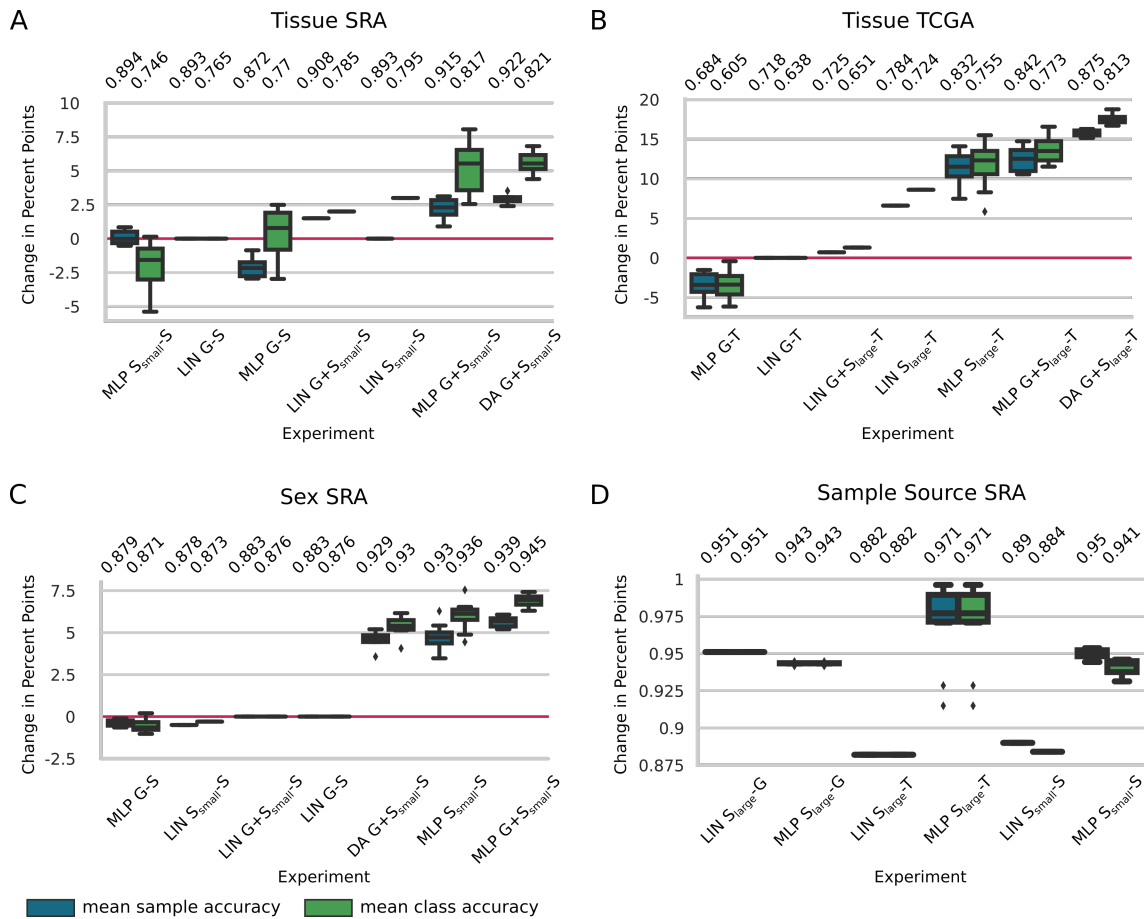 A
Tissue SRA
0.894 0.746 0.893 0.765 0.872 0.77 0.908 0.785 0.893 0.795 0.915 0.817 0.922 0.821
Change in Percent Points
10
7.5
5
2.5
0
-2.5
-5
MLP Ssmall-S LIN G-S MLP G-S LIN G+Ssmall-S LIN Ssmall-S MLP G+Ssmall-S DA G+Ssmall-S
Experiment
B
Tissue TCGA
0.684 0.605 0.718 0.638 0.725 0.651 0.784 0.724 0.832 0.755 0.842 0.773 0.875 0.813
Change in Percent Points
20
15
10
5
0
-5
MLP G-T LIN G-T LIN G+Slarge-T LIN Slarge-T MLP Slarge-T MLP G+Slarge-T DA G+Slarge-T
Experiment
C
Sex SRA
0.879 0.871 0.878 0.873 0.883 0.876 0.883 0.876 0.929 0.93 0.93 0.936 0.939 0.945
Change in Percent Points
7.5
5
2.5
0
-2.5
MLP G-S LIN Ssmall-S LIN G+Ssmall-S LIN G-S DA G+Ssmall-S MLP Ssmall-S MLP G+Ssmall-S
Experiment
D
Sample Source SRA
0.951 0.951 0.943 0.943 0.882 0.882 0.971 0.971 0.89 0.884 0.95 0.941
Change in Percent Points
1
0.975
0.95
0.925
0.9
0.875
LIN Slarge-G MLP Slarge-G LIN Slarge-T MLP Slarge-T LIN Ssmall-S MLP Ssmall-S
Experiment
mean sample accuracy mean class accuracy